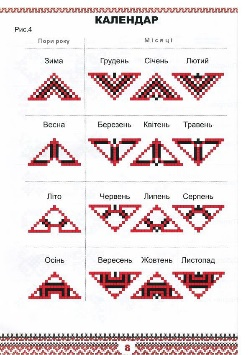 КАЛЕНДАР
Рис.4
Пори року Місяці
Зима Грудень Січень Лютий
Весна Березень Квітень Травень
Літо Червень Липень Серпень
Осінь Вересень Жовтень Листопад
8